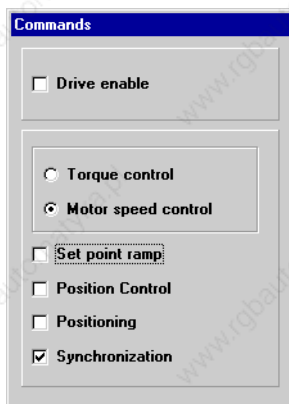 Commands
Drive enable
Torque control
Motor speed control
Set point ramp
Position Control
Positioning
Synchronization